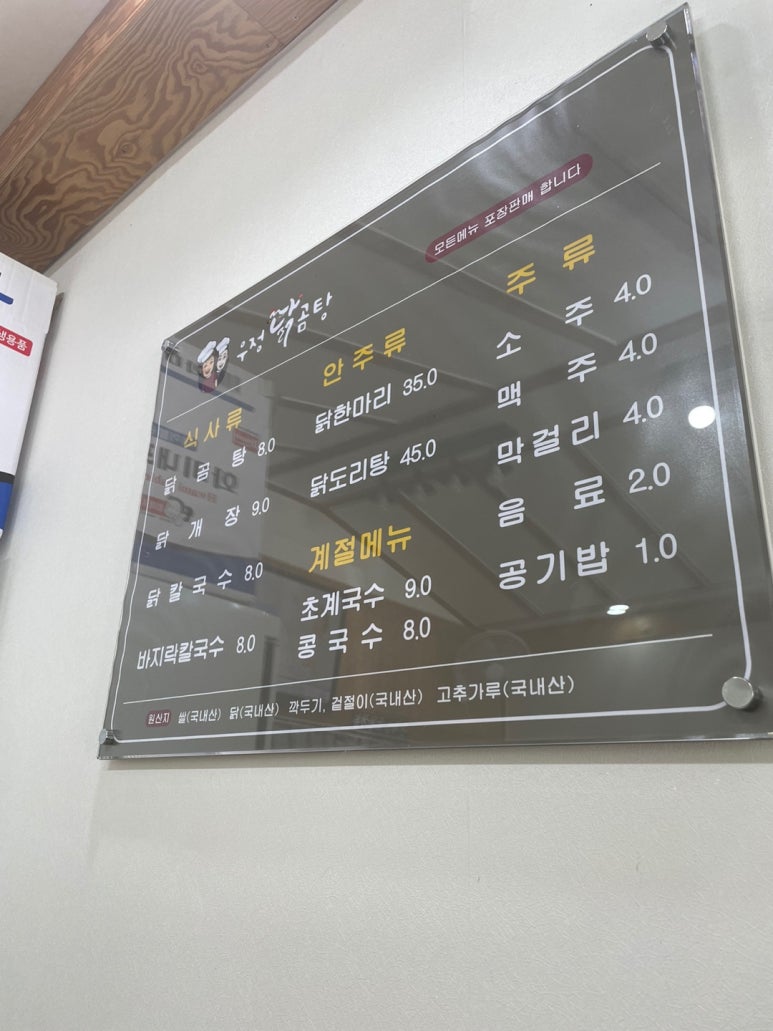 모든메뉴 포장판매 합니다
우정 닭곰탕
식사류
닭곰탕 8.0
닭개장 9.0
닭칼국수 8.0
바지락칼국수 8.0
안주류
닭한마리 35.0
닭도리탕 45.0
계절메뉴
초계국수 9.0
콩국수 8.0
주류
소주 4.0
맥주 4.0
막걸리 4.0
음료 2.0
공기밥 1.0
원산지 쌀(국내산) 닭(국내산) 깍두기, 겉절이(국내산) 고추가루(국내산)